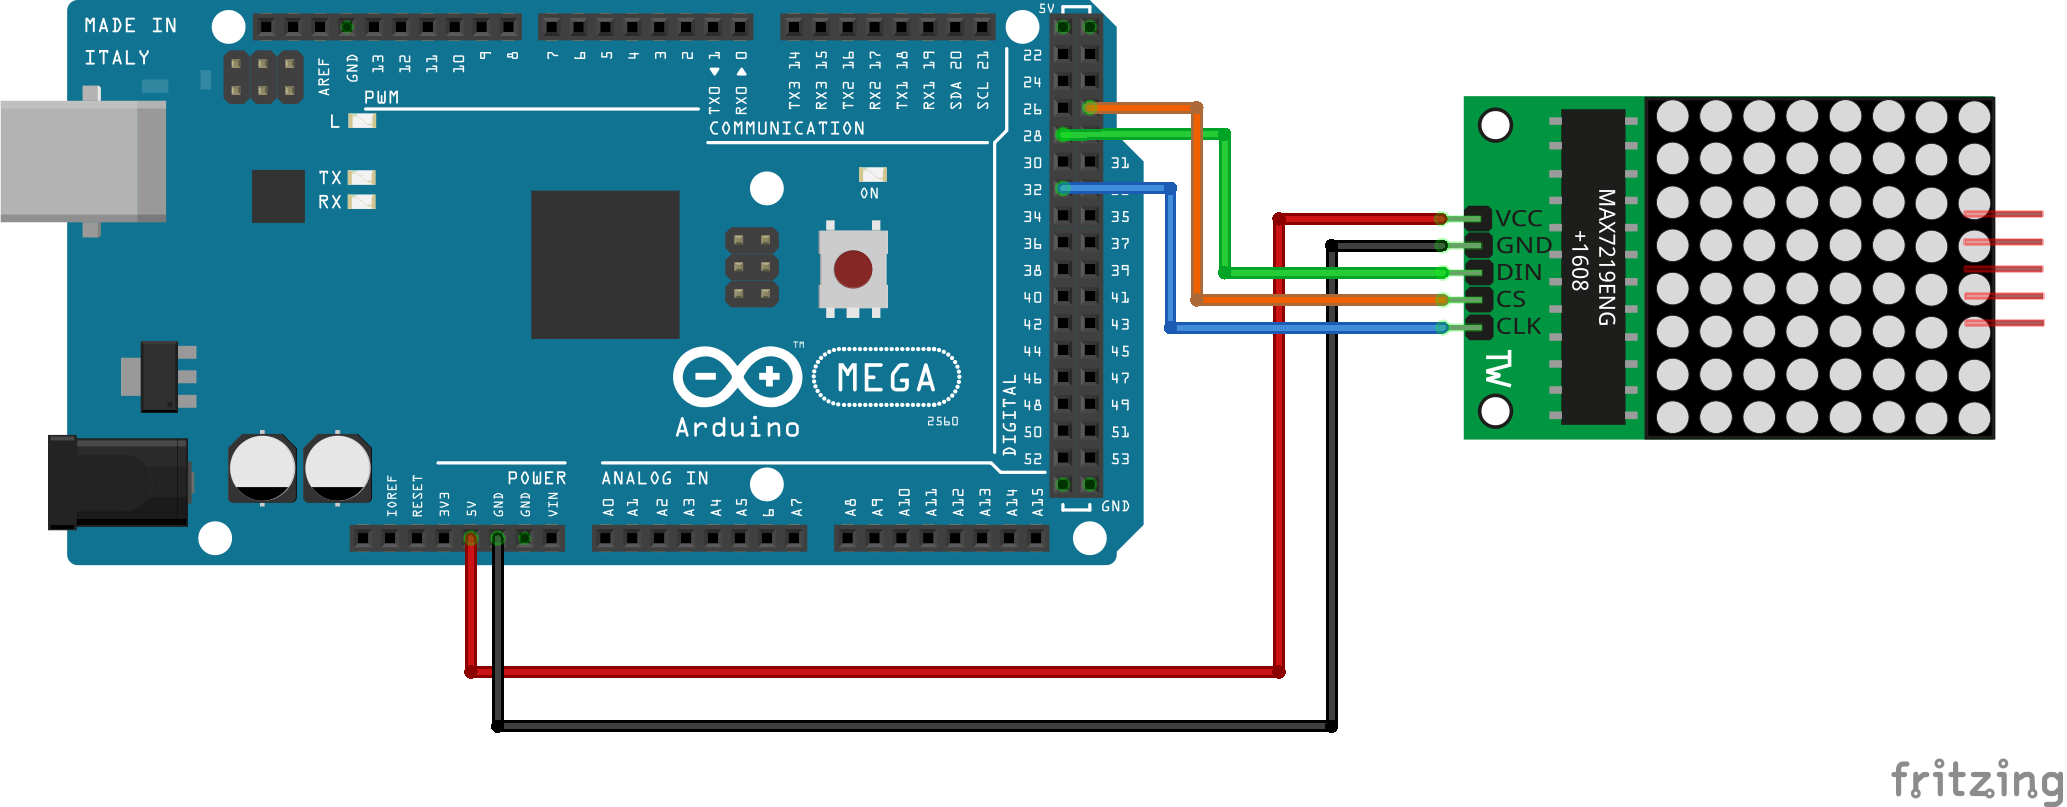 MADE IN
ITALY
AREF
GND
13
12
11
10
9
8
7
6
5
4
3
2
TX0 1
RX0 0
TX3 14
RX3 15
TX2 16
RX2 17
TX1 18
RX1 19
SDA 20
SCL 21
5V
PWM
COMMUNICATION
L
TX
RX
ON
22
24
26
28
30 31
32
34 35
36 37
38 39
40 41
42 43
44 45
46 47
48 49
50 51
52 53
DIGITAL
GND
TM
MEGA
2560
Arduino
POWER
ANALOG IN
IOREF
RESET
3V3
5V
GND
GND
VIN
A0
A1
A2
A3
A4
A5
6
A7
A8
A9
A10
A11
A12
A13
A14
A15
VCC
GND
DIN
CS
CLK
TW
MAX7219ENG
+1608
fritzing